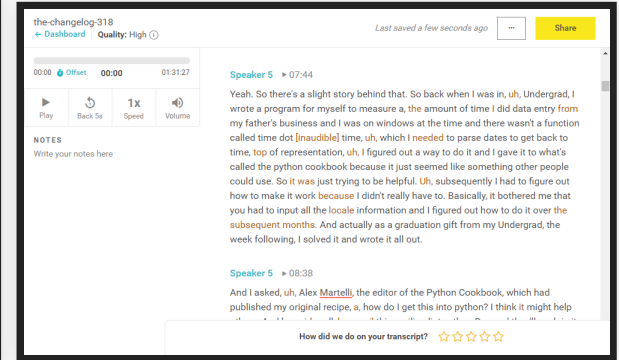 the-changelog-318
← Dashboard Quality: High
Last saved a few seconds ago
...
Share
00:00 Offset 00:00 01:31:27
Play Back 5s 1x Speed Volume
NOTES
Write your notes here
Speaker 5 ▶ 07:44
Yeah. So there's a slight story behind that. So back when I was in, uh, Undergrad, I
wrote a program for myself to measure a, the amount of time I did data entry from
my father's business and I was on windows at the time and there wasn't a function
called time dot [inaudible] time, uh, which I needed to parse dates to get back to
time, top of representation, uh, I figured out a way to do it and I gave it to what's
called the python cookbook because it just seemed like something other people
could use. So it was just trying to be helpful. Uh, subsequently I had to figure out
how to make it work because I didn't really have to. Basically, it bothered me that
you had to input all the locale information and I figured out how to do it over the
subsequent months. And actually as a graduation gift from my Undergrad, the
week following, I solved it and wrote it all out.
Speaker 5 ▶ 08:38
And I asked, uh, Alex Martelli, the editor of the Python Cookbook, which had
published my original recipe, a, how do I get this into python? I think it might help
How did we do on your transcript?